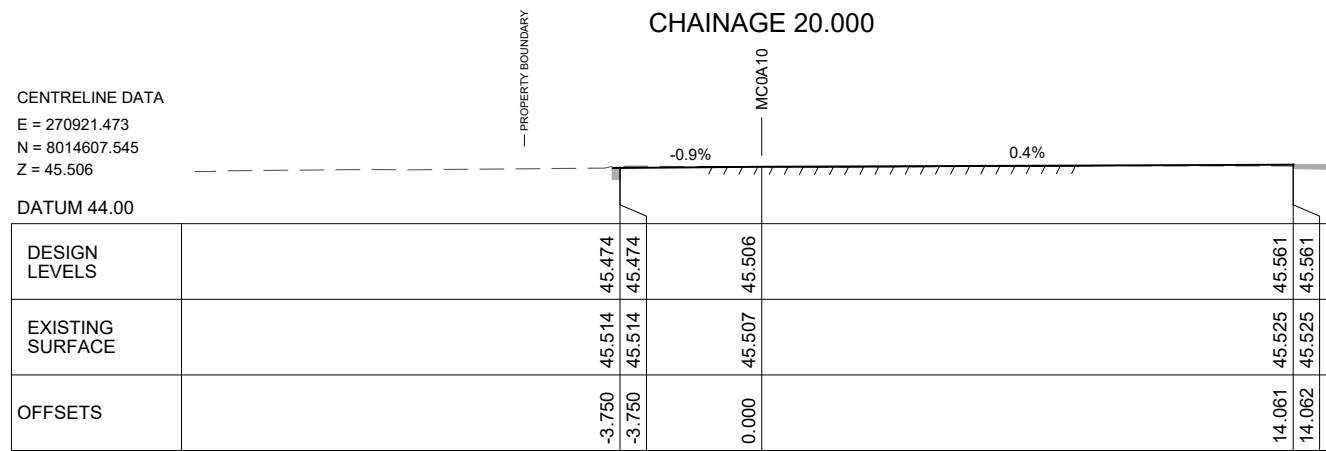 CHAINAGE 20.000
PROPERTY BOUNDARY
MC0A10
CENTRELINE DATA
E = 270921.473
N = 8014607.545
Z = 45.506
-0.9%
0.4%
DATUM 44.00
DESIGN
LEVELS
45.474
45.474
45.506
45.561
45.561
EXISTING
SURFACE
45.514
45.514
45.507
45.525
45.525
OFFSETS
-3.750
-3.750
0.000
14.061
14.062